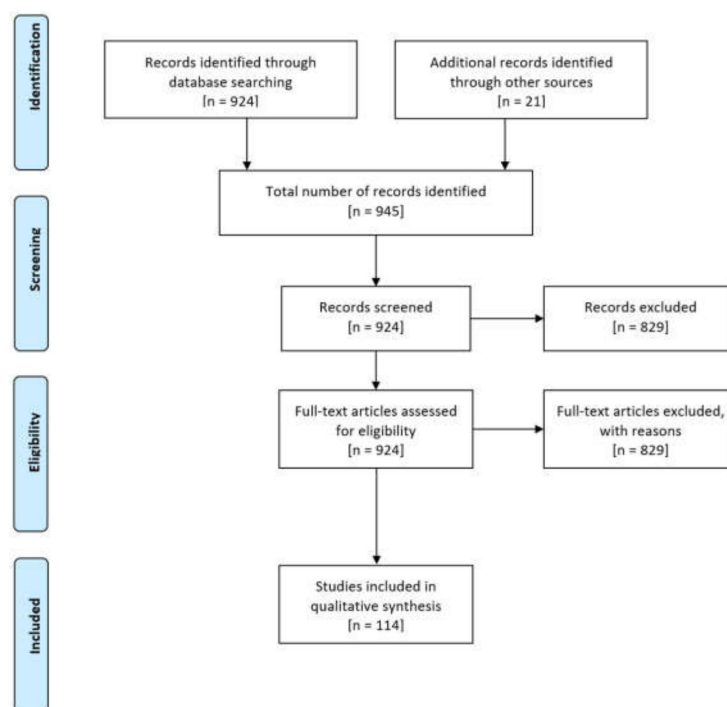 Identification
Records identified through
database searching
[n = 924]
Additional records identified
through other sources
[n = 21]
Total number of records identified
[n = 945]
Screening
Records screened
[n = 924]
Records excluded
[n = 829]
Eligibility
Full-text articles assessed
for eligibility
[n = 924]
Full-text articles excluded,
with reasons
[n = 829]
Included
Studies included in
qualitative synthesis
[n = 114]